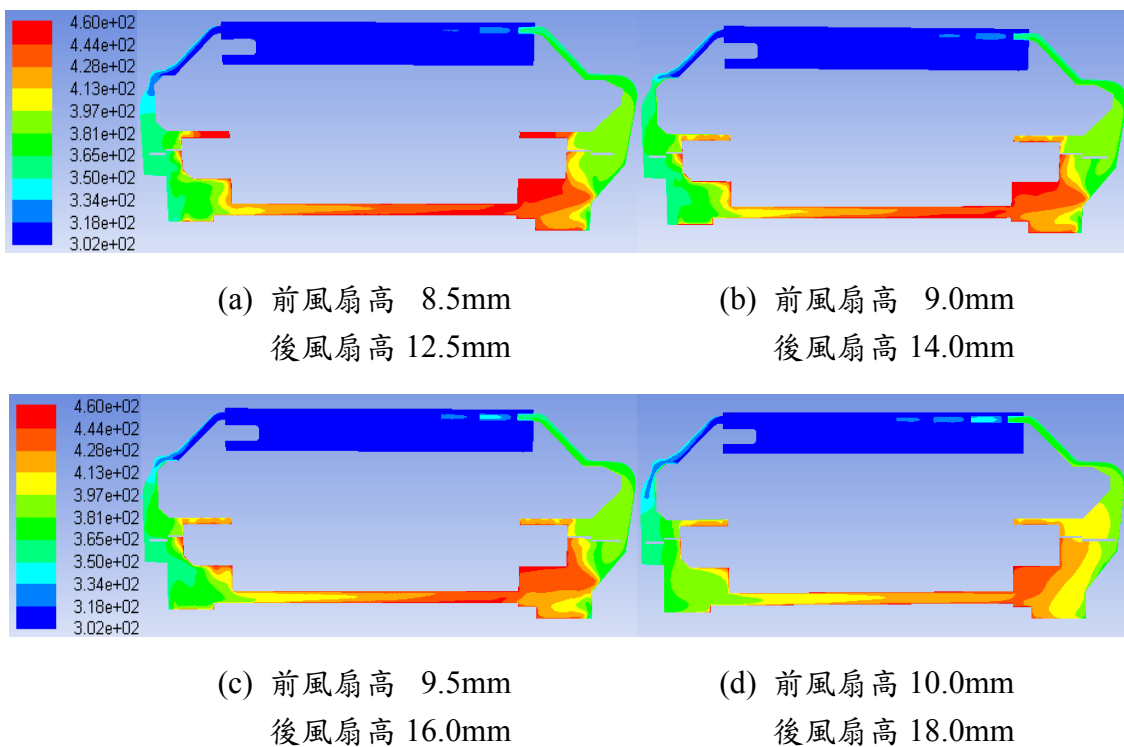 4.60e+02
4.44e+02
4.28e+02
4.13e+02
3.97e+02
3.81e+02
3.65e+02
3.50e+02
3.34e+02
3.18e+02
3.02e+02
(a) 前風扇高 8.5mm
後風扇高 12.5mm
(b) 前風扇高 9.0mm
後風扇高 14.0mm
4.60e+02
4.44e+02
4.28e+02
4.13e+02
3.97e+02
3.81e+02
3.65e+02
3.50e+02
3.34e+02
3.18e+02
3.02e+02
(c) 前風扇高 9.5mm
後風扇高 16.0mm
(d) 前風扇高 10.0mm
後風扇高 18.0mm